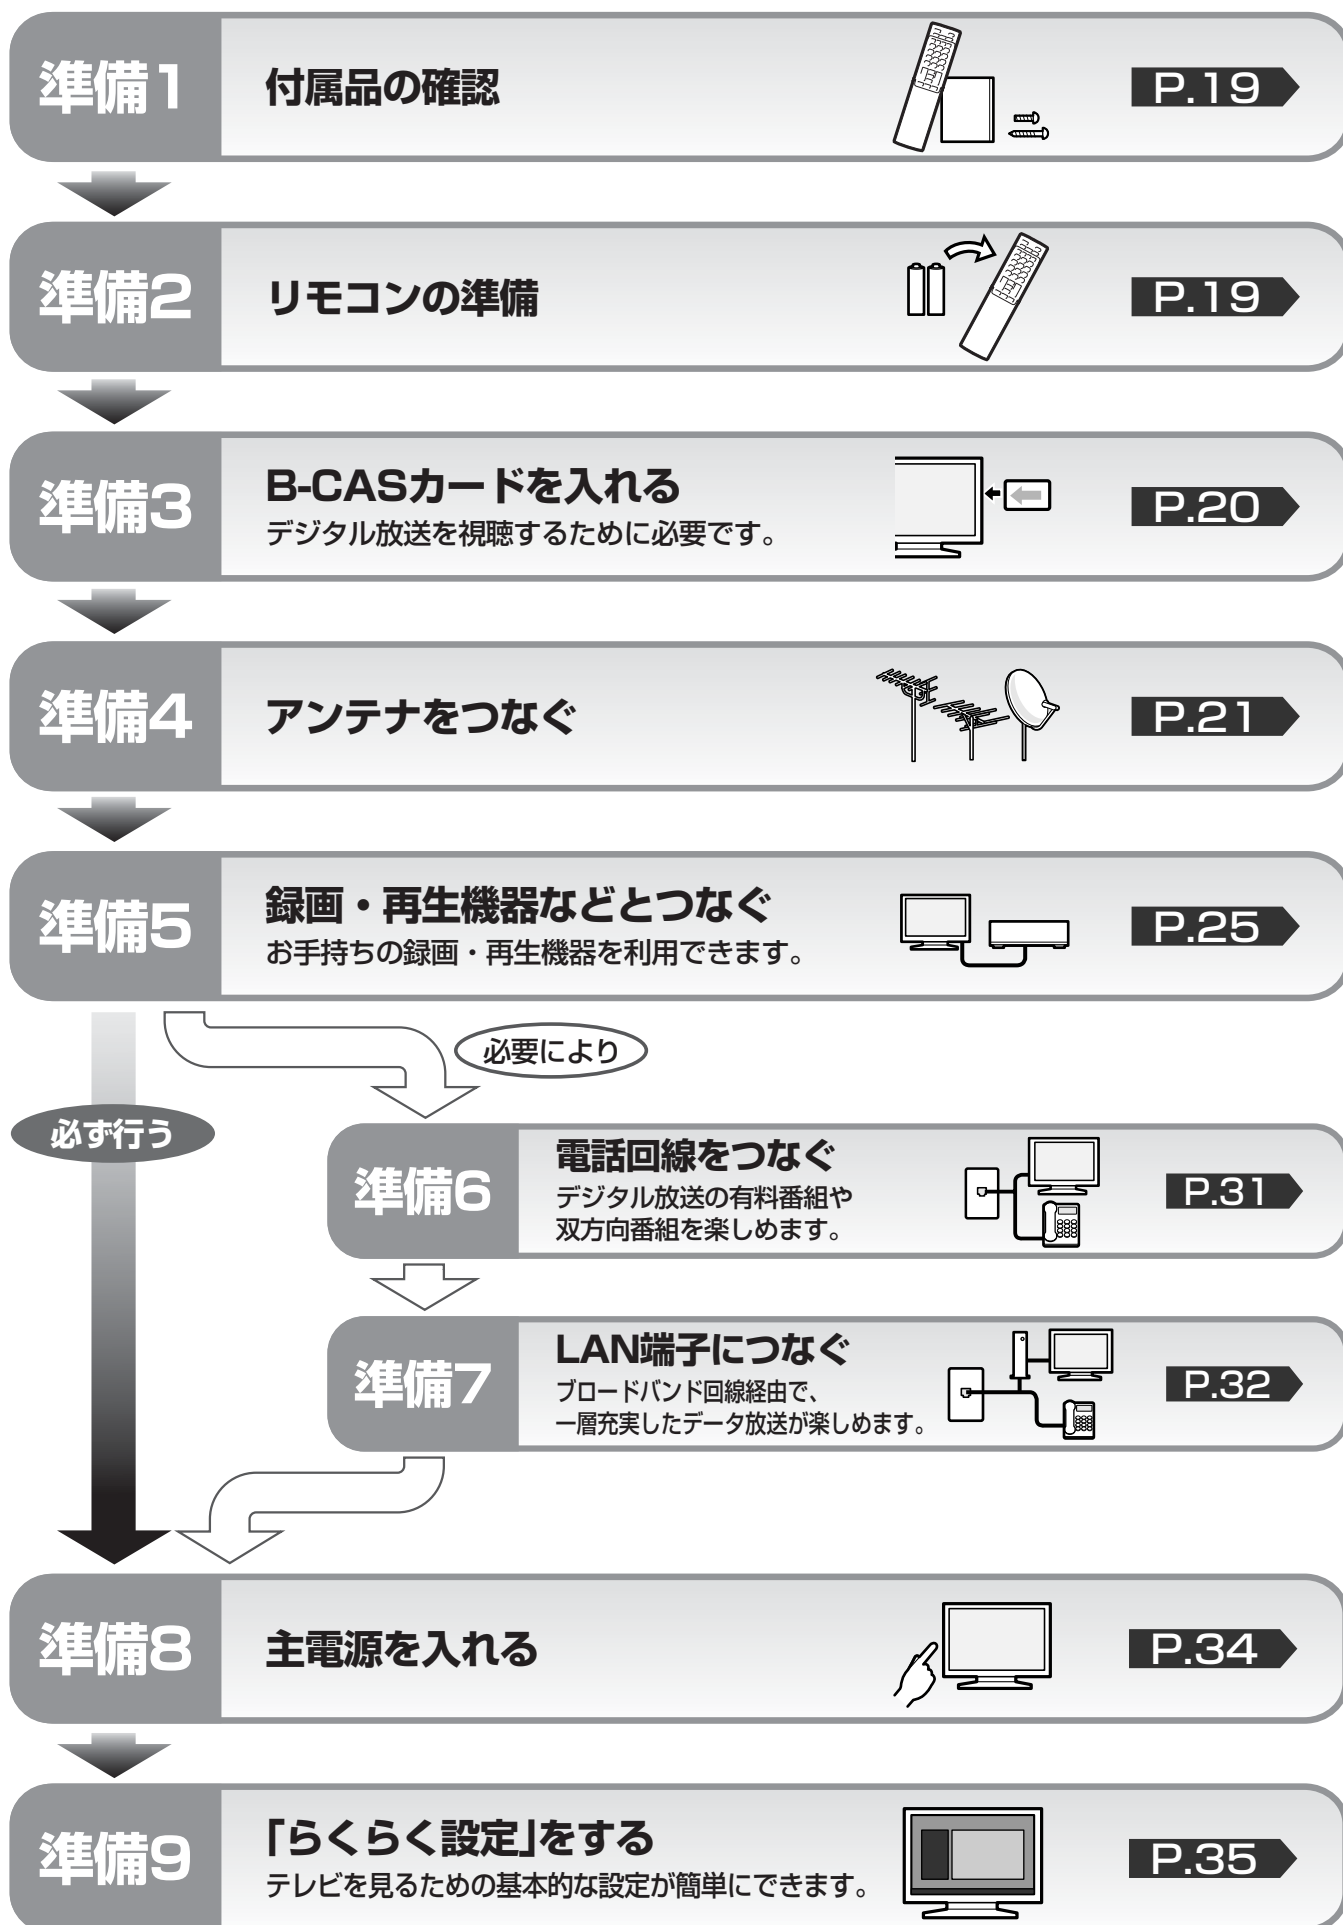 準備1
付属品の確認
P.19
準備2
リモコンの準備
P.19
準備3
B-CASカードを入れる
デジタル放送を視聴するために必要です。
P.20
準備4
アンテナをつなぐ
P.21
準備5
録画・再生機器などとつなぐ
お手持ちの録画・再生機器を利用できます。
P.25
必要により
必ず行う
準備6
電話回線をつなぐ
デジタル放送の有料番組や
双方向番組を楽しめます。
P.31
準備7
LAN端子につなぐ
ブロードバンド回線経由で、
一層充実したデータ放送が楽しめます。
P.32
準備8
主電源を入れる
P.34
準備9
「らくらく設定」をする
テレビを見るための基本的な設定が簡単にできます。
P.35